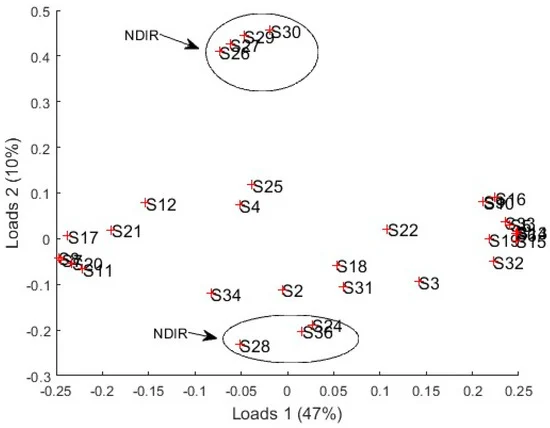 0.5
NDIR
S30
S29
S27
S26
0.4
0.3
0.2
Loads 2 (10%)
S25
0.1
S12
S4
S16
S10
S33
S21
S22
S17
0
S19
S15
S20
S11
S18
S32
S3
S31
S2
S34
-0.1
-0.2
NDIR
S24
S36
S28
-0.3
-0.25 -0.2 -0.15 -0.1 -0.05 0 0.05 0.1 0.15 0.2 0.25
Loads 1 (47%)